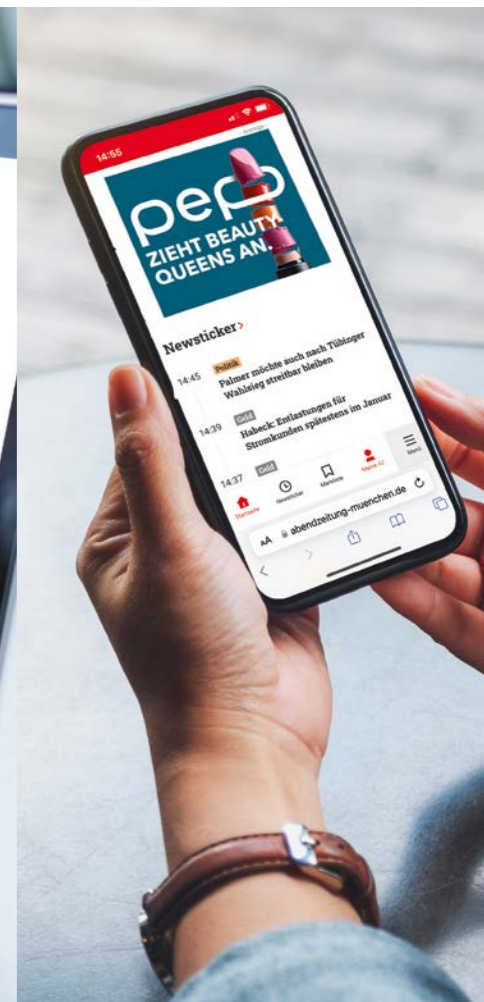 14:55
Anzeige
pep
ZIEHT BEAUTY
QUEENS AN.
Newsticker >
14:45 Politik
Palmer möchte auch nach Tübinger
Wahlsieg streitbar bleiben
14:39 Geld
Habeck: Entlastungen für
Stromkunden spätestens im Januar
14:37 Geld
Startseite Newsticker Merkliste Meine AZ Menü
AA abendzeitung-muenchen.de